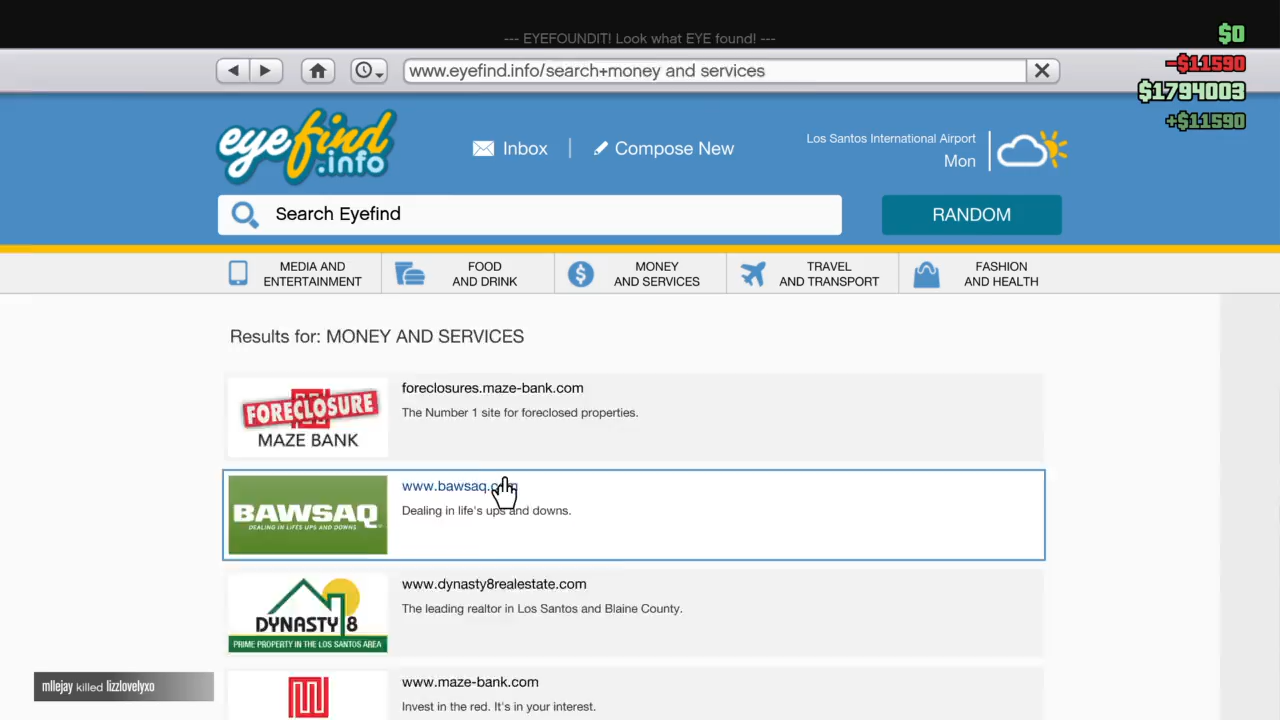 --- EYEFOUNDIT! Look what EYE found! ---
$0
-$11590
$1794003
+$11590
www.eyefind.info/search+money and services
eyefind
.info
Inbox
Compose New
Los Santos International Airport
Mon
Search Eyefind
RANDOM
MEDIA AND
ENTERTAINMENT
FOOD
AND DRINK
MONEY
AND SERVICES
TRAVEL
AND TRANSPORT
FASHION
AND HEALTH
Results for: MONEY AND SERVICES
FORECLOSURE
MAZE BANK
foreclosures.maze-bank.com
The Number 1 site for foreclosed properties.
BAWSAQ
DEALING IN LIFE'S UPS AND DOWNS
www.bawsaq.com
Dealing in life's ups and downs.
DYNASTY 8
PRIME PROPERTY IN THE LOS SANTOS AREA
www.dynasty8realestate.com
The leading realtor in Los Santos and Blaine County.
www.maze-bank.com
Invest in the red. It's in your interest.
mllejay killed lizzlovelyxo